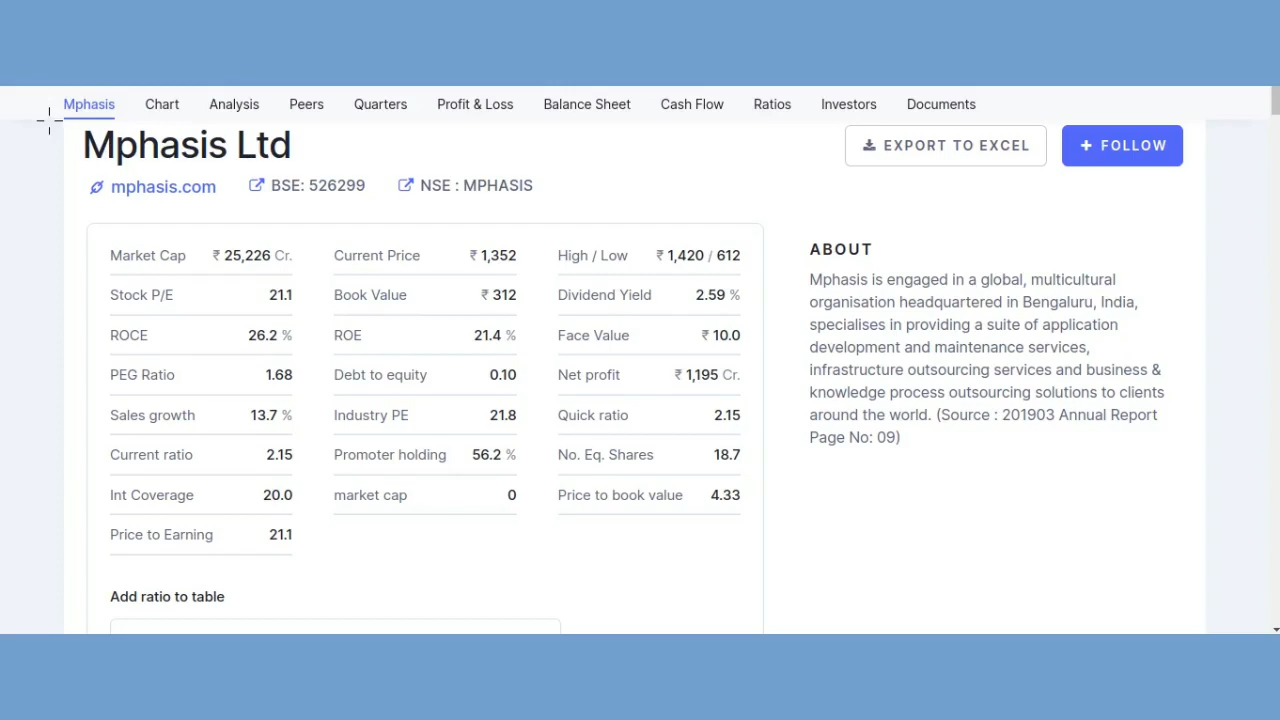 Mphasis Chart Analysis Peers Quarters Profit & Loss Balance Sheet Cash Flow Ratios Investors Documents
Mphasis Ltd
EXPORT TO EXCEL
+ FOLLOW
mphasis.com BSE: 526299 NSE : MPHASIS
Market Cap ₹ 25,226 Cr. Current Price ₹ 1,352 High / Low ₹ 1,420 / 612
Stock P/E 21.1 Book Value ₹ 312 Dividend Yield 2.59 %
ROCE 26.2 % ROE 21.4 % Face Value ₹ 10.0
PEG Ratio 1.68 Debt to equity 0.10 Net profit ₹ 1,195 Cr.
Sales growth 13.7 % Industry PE 21.8 Quick ratio 2.15
Current ratio 2.15 Promoter holding 56.2 % No. Eq. Shares 18.7
Int Coverage 20.0 market cap 0 Price to book value 4.33
Price to Earning 21.1
Add ratio to table
ABOUT
Mphasis is engaged in a global, multicultural
organisation headquartered in Bengaluru, India,
specialises in providing a suite of application
development and maintenance services,
infrastructure outsourcing services and business &
knowledge process outsourcing solutions to clients
around the world. (Source : 201903 Annual Report
Page No: 09)